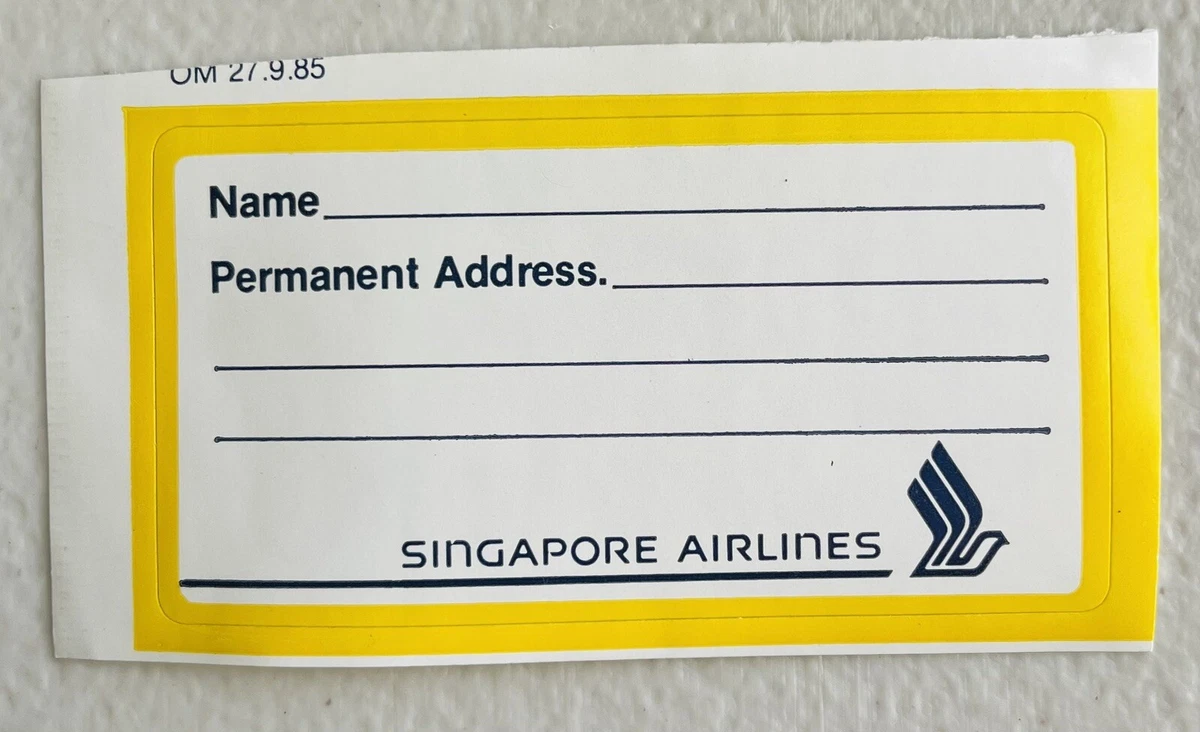 OM 27.9.85
Name
Permanent Address.
SINGAPORE AIRLINES